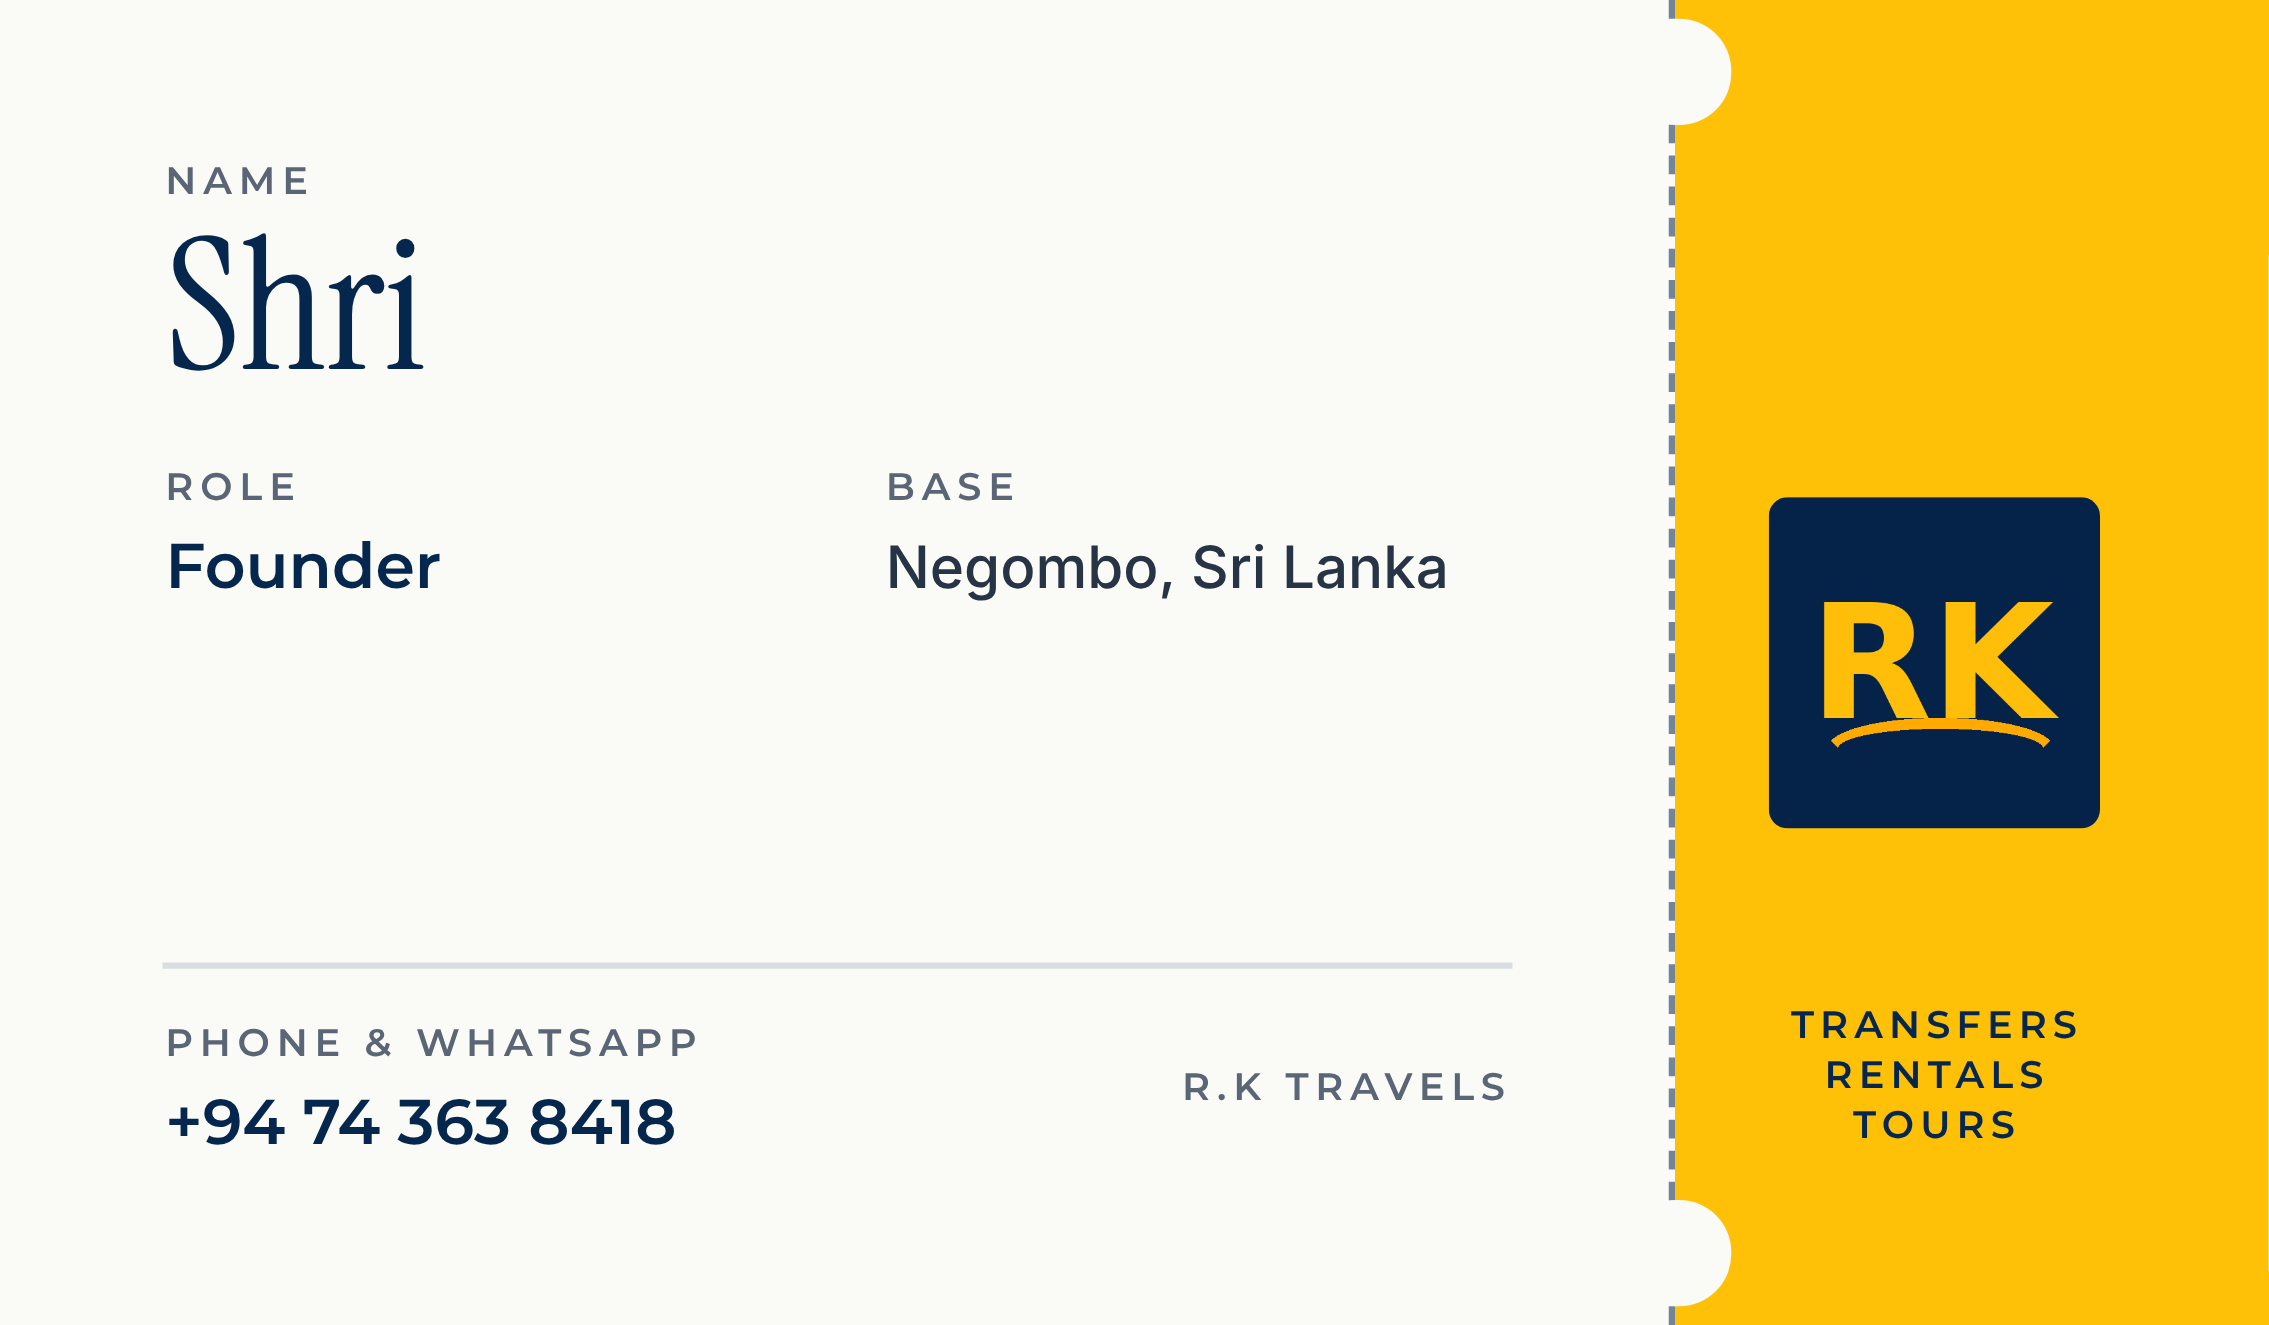 NAME
Shri
ROLE
Founder
BASE
Negombo, Sri Lanka
PHONE & WHATSAPP
+94 74 363 8418
R.K TRAVELS
RK
TRANSFERS
RENTALS
TOURS